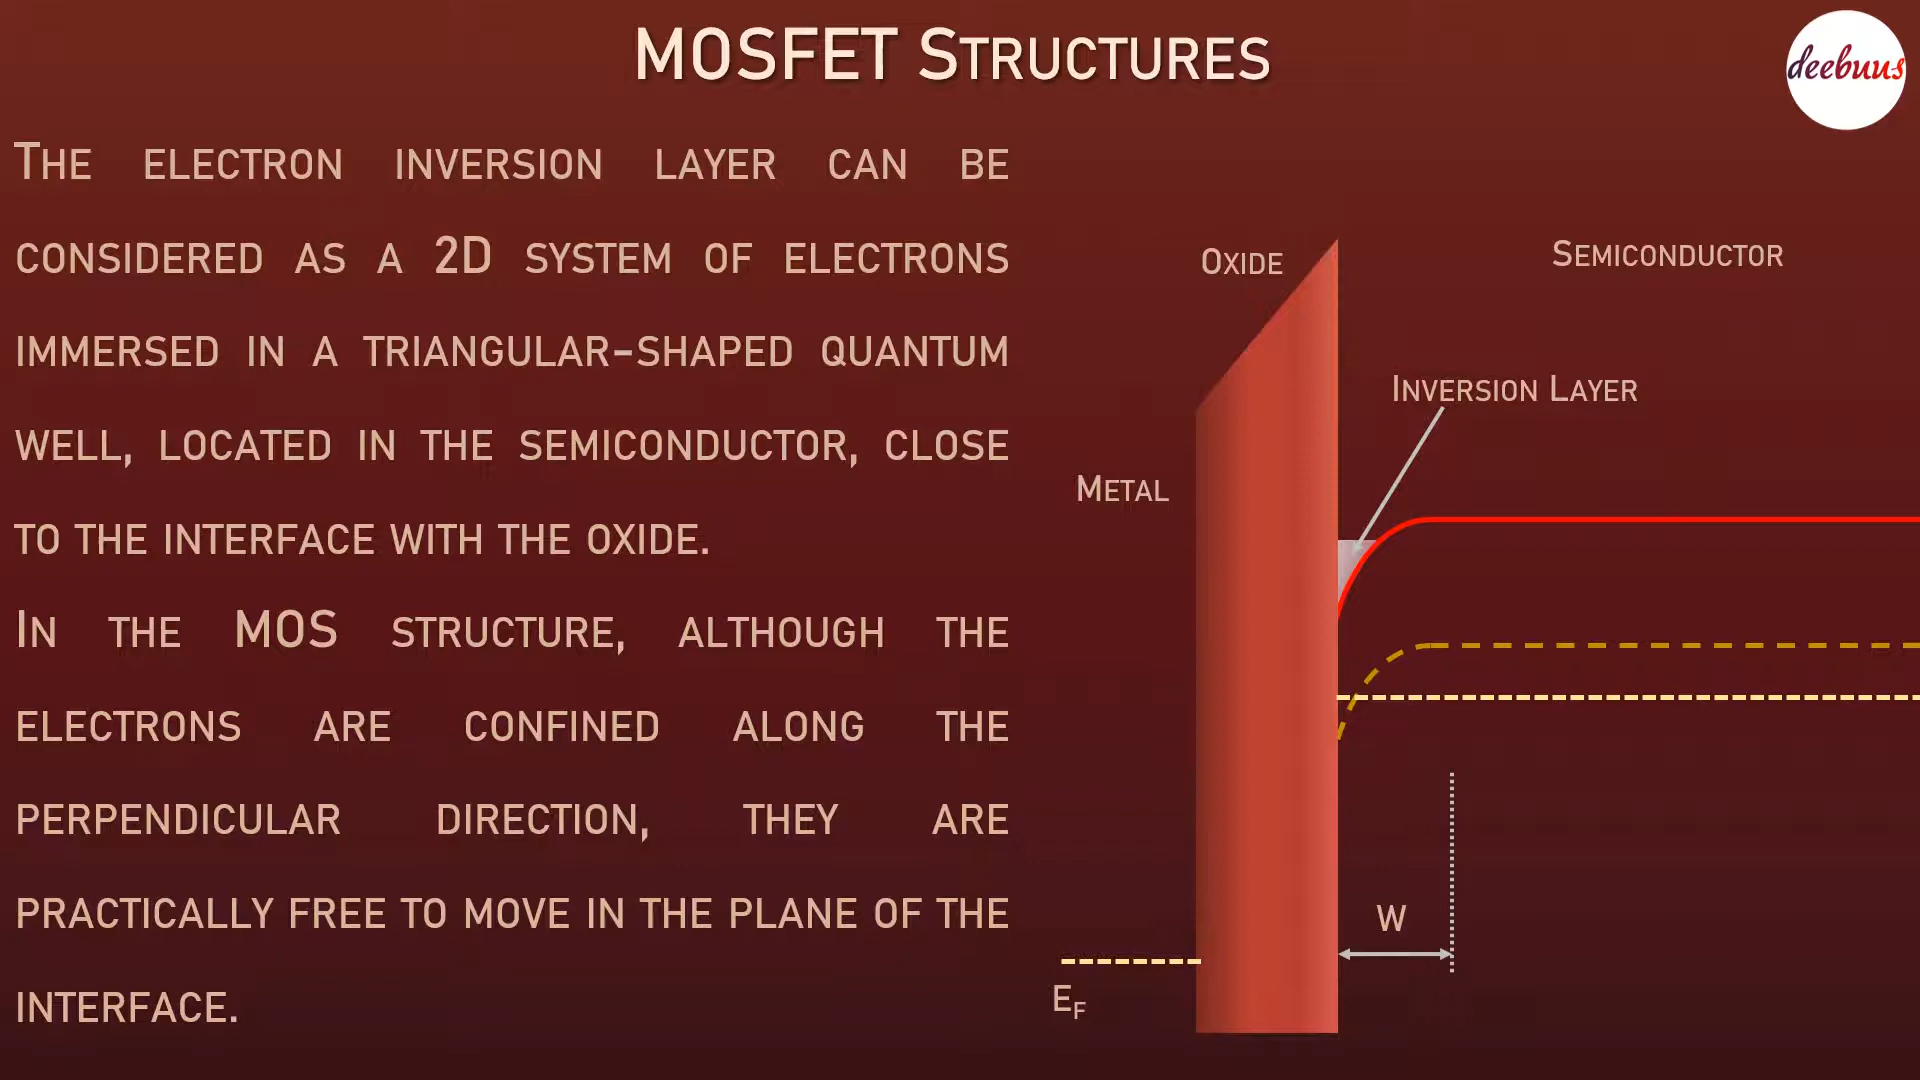 MOSFET STRUCTURES
deebuus
THE ELECTRON INVERSION LAYER CAN BE
CONSIDERED AS A 2D SYSTEM OF ELECTRONS
IMMERSED IN A TRIANGULAR-SHAPED QUANTUM
WELL, LOCATED IN THE SEMICONDUCTOR, CLOSE
TO THE INTERFACE WITH THE OXIDE.
IN THE MOS STRUCTURE, ALTHOUGH THE
ELECTRONS ARE CONFINED ALONG THE
PERPENDICULAR DIRECTION, THEY ARE
PRACTICALLY FREE TO MOVE IN THE PLANE OF THE
INTERFACE.
OXIDE
SEMICONDUCTOR
INVERSION LAYER
METAL
W
EF